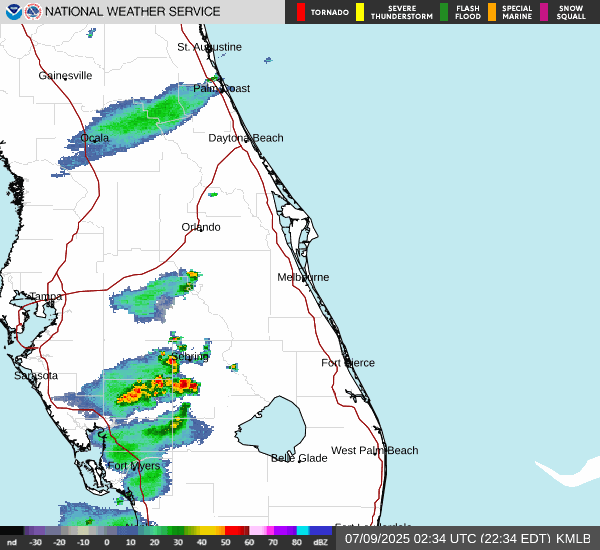 NATIONAL WEATHER SERVICE
TORNADO
SEVERE
THUNDERSTORM
FLASH
FLOOD
SPECIAL
MARINE
SNOW
SQUALL
St. Augustine
Gainesville
Palm Coast
Ocala
Daytona Beach
Orlando
Melbourne
Tampa
Sebring
Fort Pierce
Sarasota
West Palm Beach
Belle Glade
Fort Myers
nd -30 -20 -10 0 10 20 30 40 50 60 70 80 dBZ
07/09/2025 02:34 UTC (22:34 EDT) KMLB